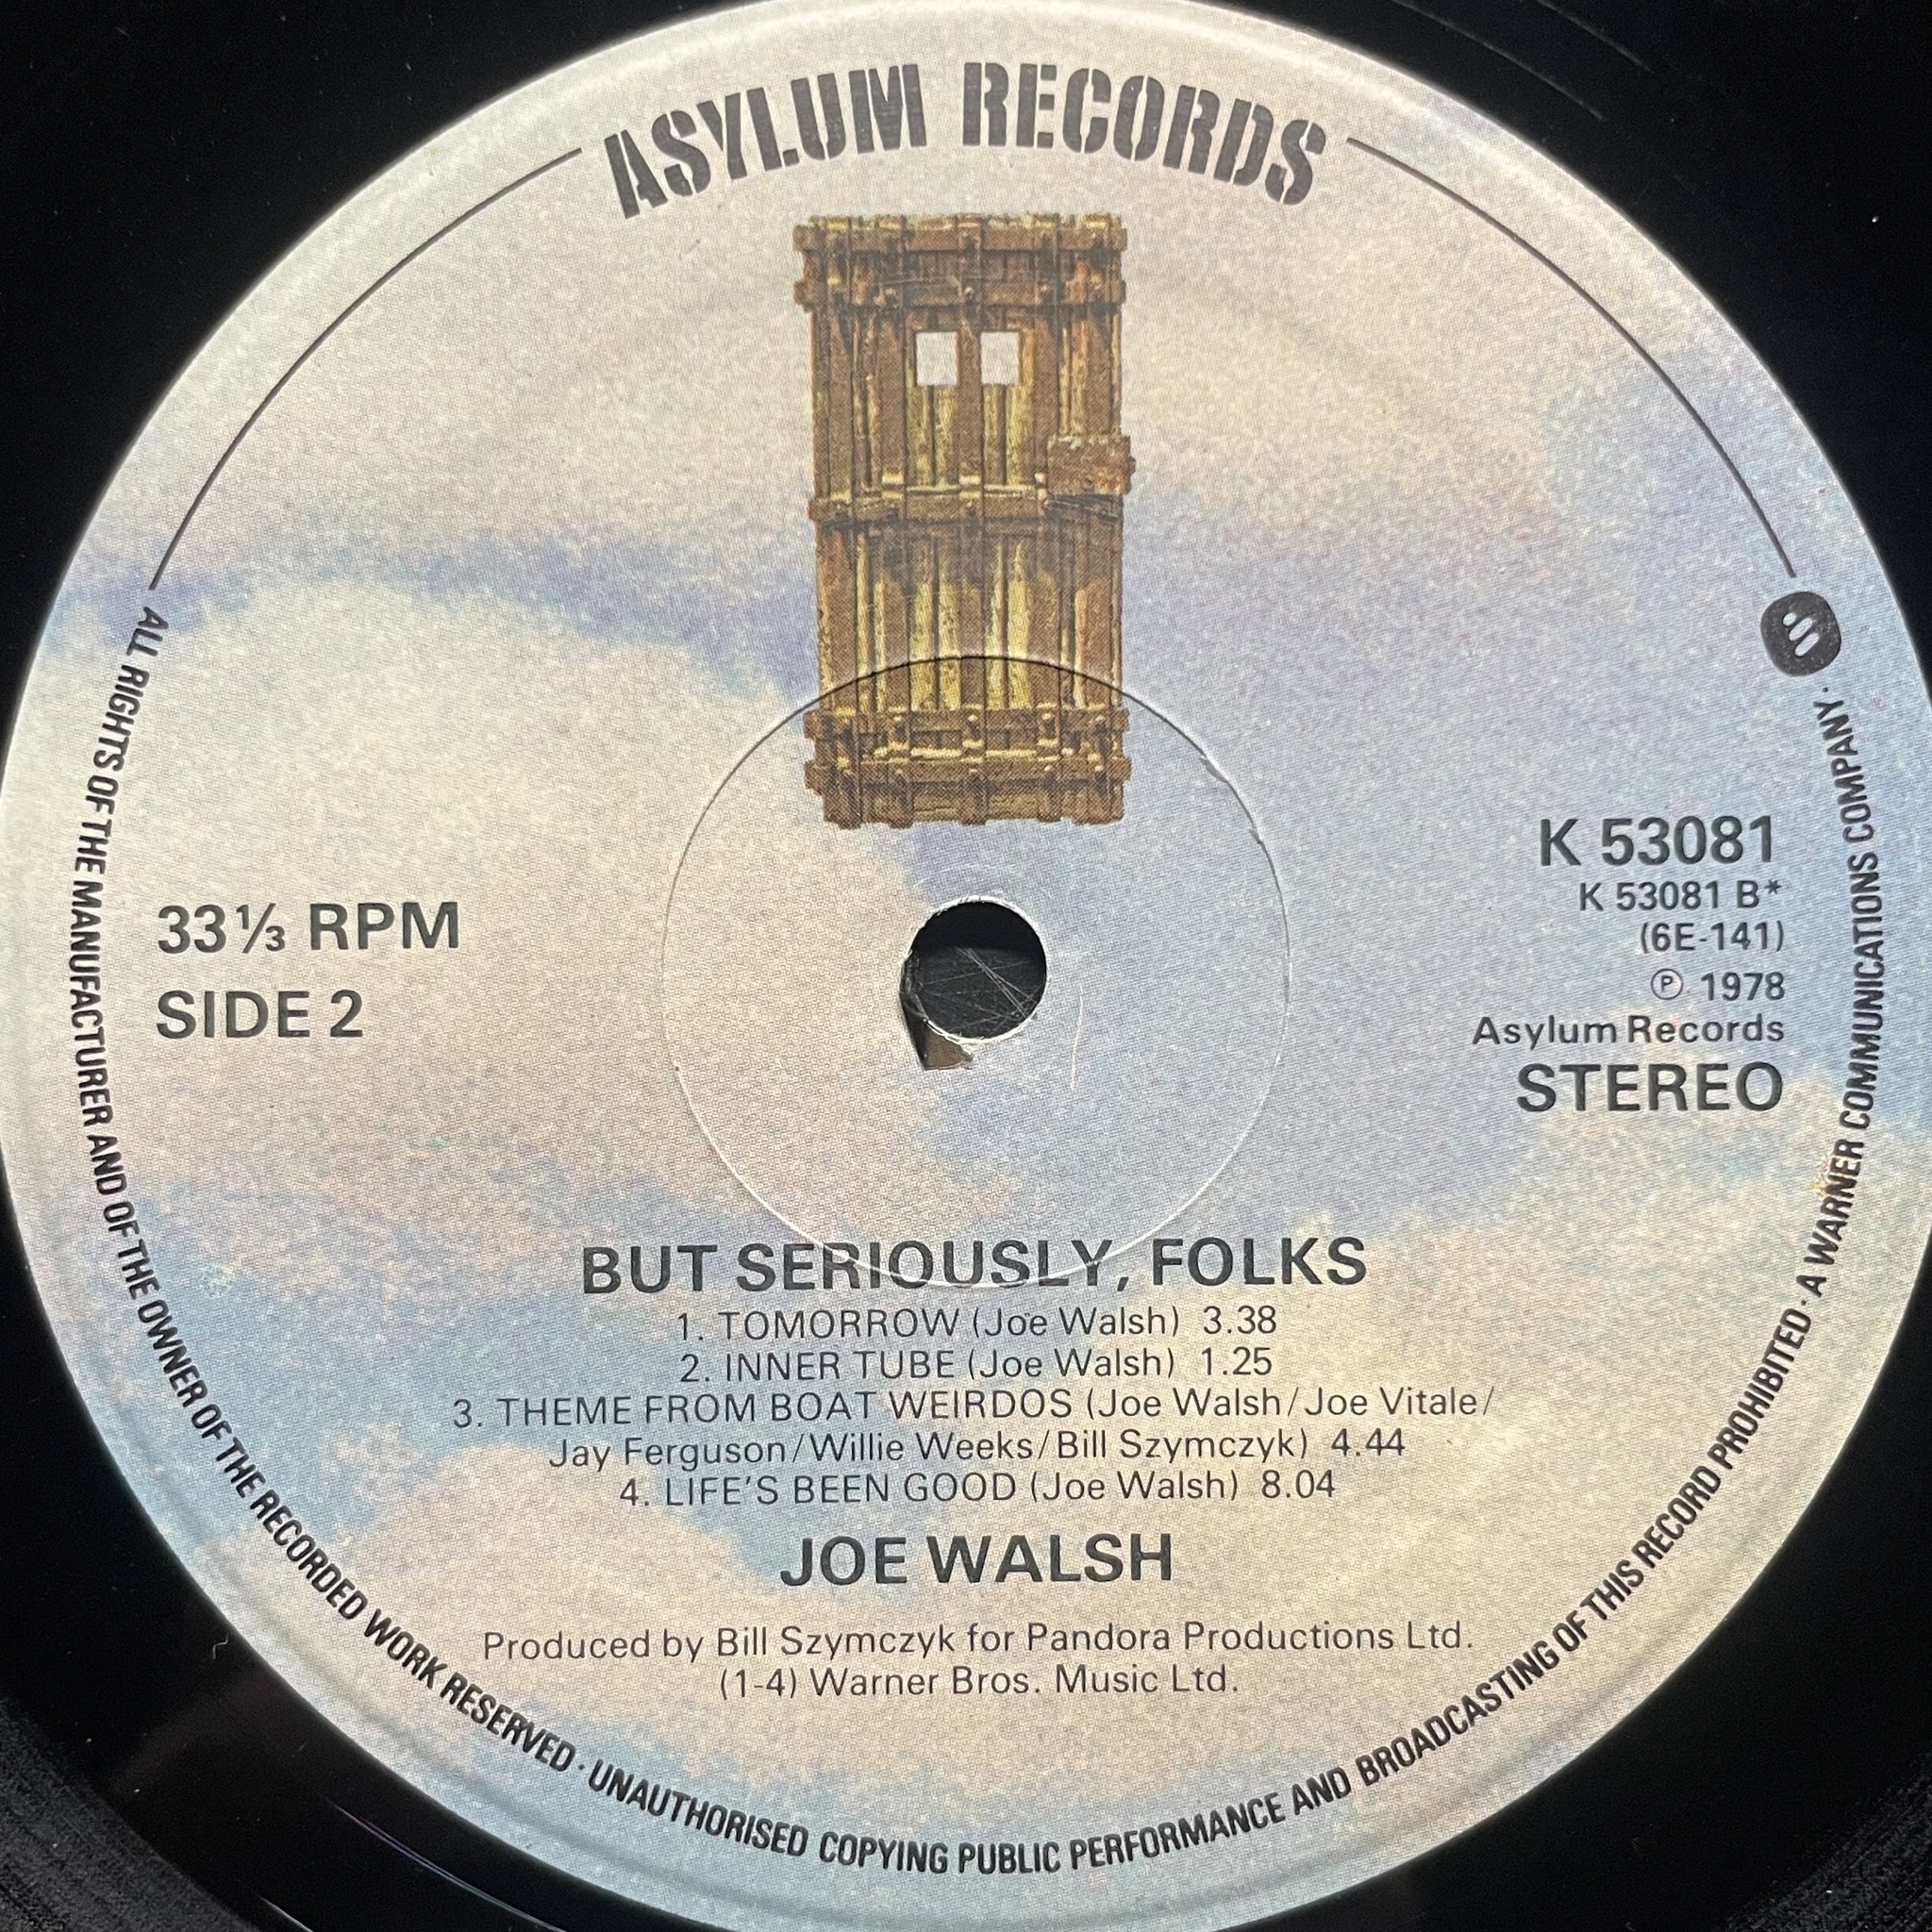 ASYLUM RECORDS
33⅓ RPM
SIDE 2
K 53081
K 53081 B*
(6E-141)
℗ 1978
Asylum Records
STEREO
BUT SERIOUSLY, FOLKS
1. TOMORROW (Joe Walsh) 3.38
2. INNER TUBE (Joe Walsh) 1.25
3. THEME FROM BOAT WEIRDOS (Joe Walsh/Joe Vitale/
Jay Ferguson/Willie Weeks/Bill Szymczyk) 4.44
4. LIFE'S BEEN GOOD (Joe Walsh) 8.04
JOE WALSH
Produced by Bill Szymczyk for Pandora Productions Ltd.
(1-4) Warner Bros. Music Ltd.
ALL RIGHTS OF THE MANUFACTURER AND OF THE OWNER OF THE RECORDED WORK RESERVED · UNAUTHORISED COPYING PUBLIC PERFORMANCE AND BROADCASTING OF THIS RECORD PROHIBITED · A WARNER COMMUNICATIONS COMPANY ·